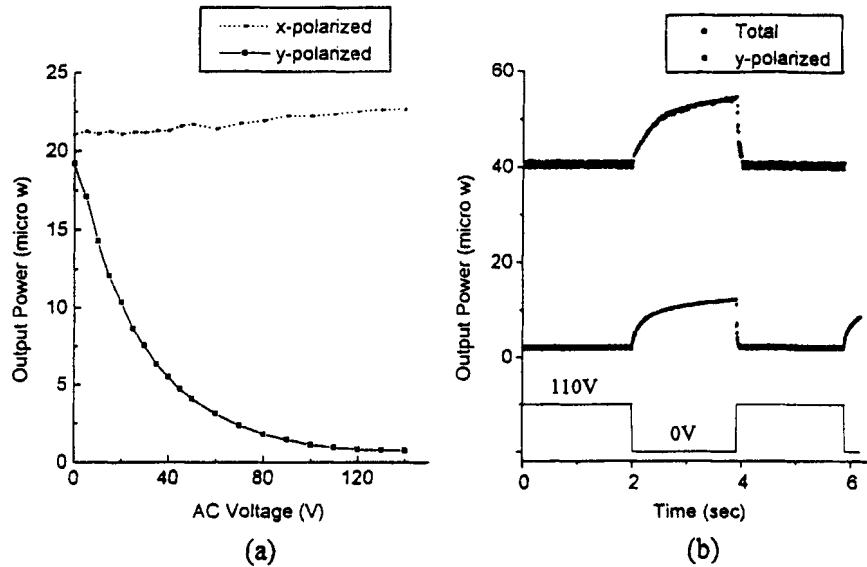 x-polarized
y-polarized
25
20
15
10
5
0
Output Power (micro w)
0
40
80
120
AC Voltage (V)
(a)
Total
y-polarized
60
40
20
0
Output Power (micro w)
110V
0V
0
2
4
6
Time (sec)
(b)